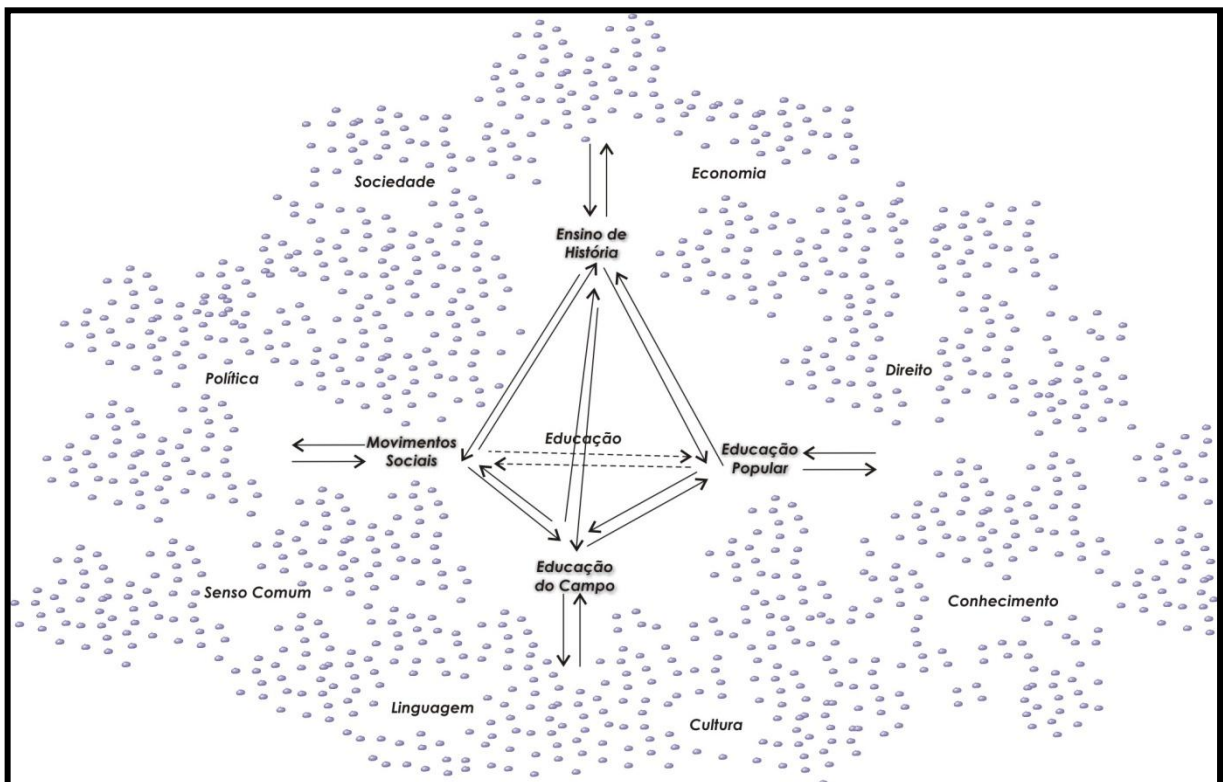 Sociedade
Economia
Ensino de
História
Política
Direito
Movimentos
Sociais
Educação
Educação
Popular
Educação
do Campo
Senso Comum
Conhecimento
Linguagem
Cultura